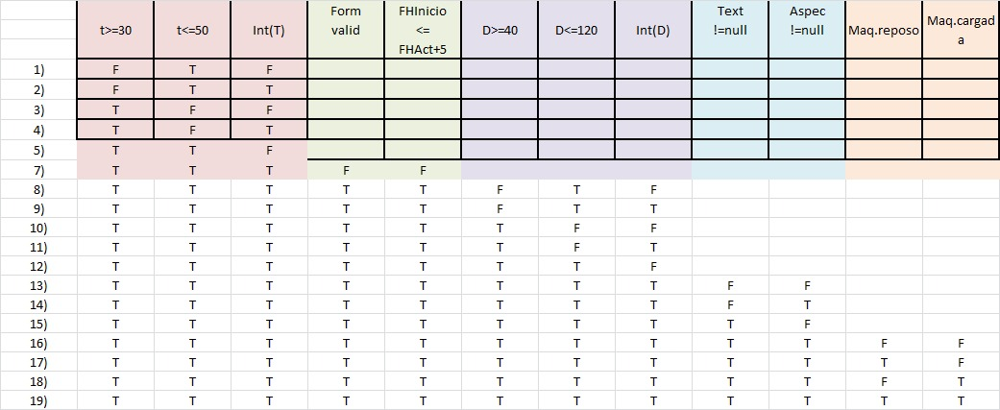 t>=30 t<=50 Int(T) Form valid FHInicio <= FHAct+5 D>=40 D<=120 Int(D) Text !=null Aspec !=null Maq.reposo Maq.cargada
1) F T F
2) F T T
3) T F F
4) T F T
5) T T F
7) T T T F F
8) T T T T T F T F
9) T T T T T F T T
10) T T T T T T F F
11) T T T T T T F T
12) T T T T T T T F
13) T T T T T T T T F F
14) T T T T T T T T F T
15) T T T T T T T T T F
16) T T T T T T T T T T F F
17) T T T T T T T T T T T F
18) T T T T T T T T T T F T
19) T T T T T T T T T T T T